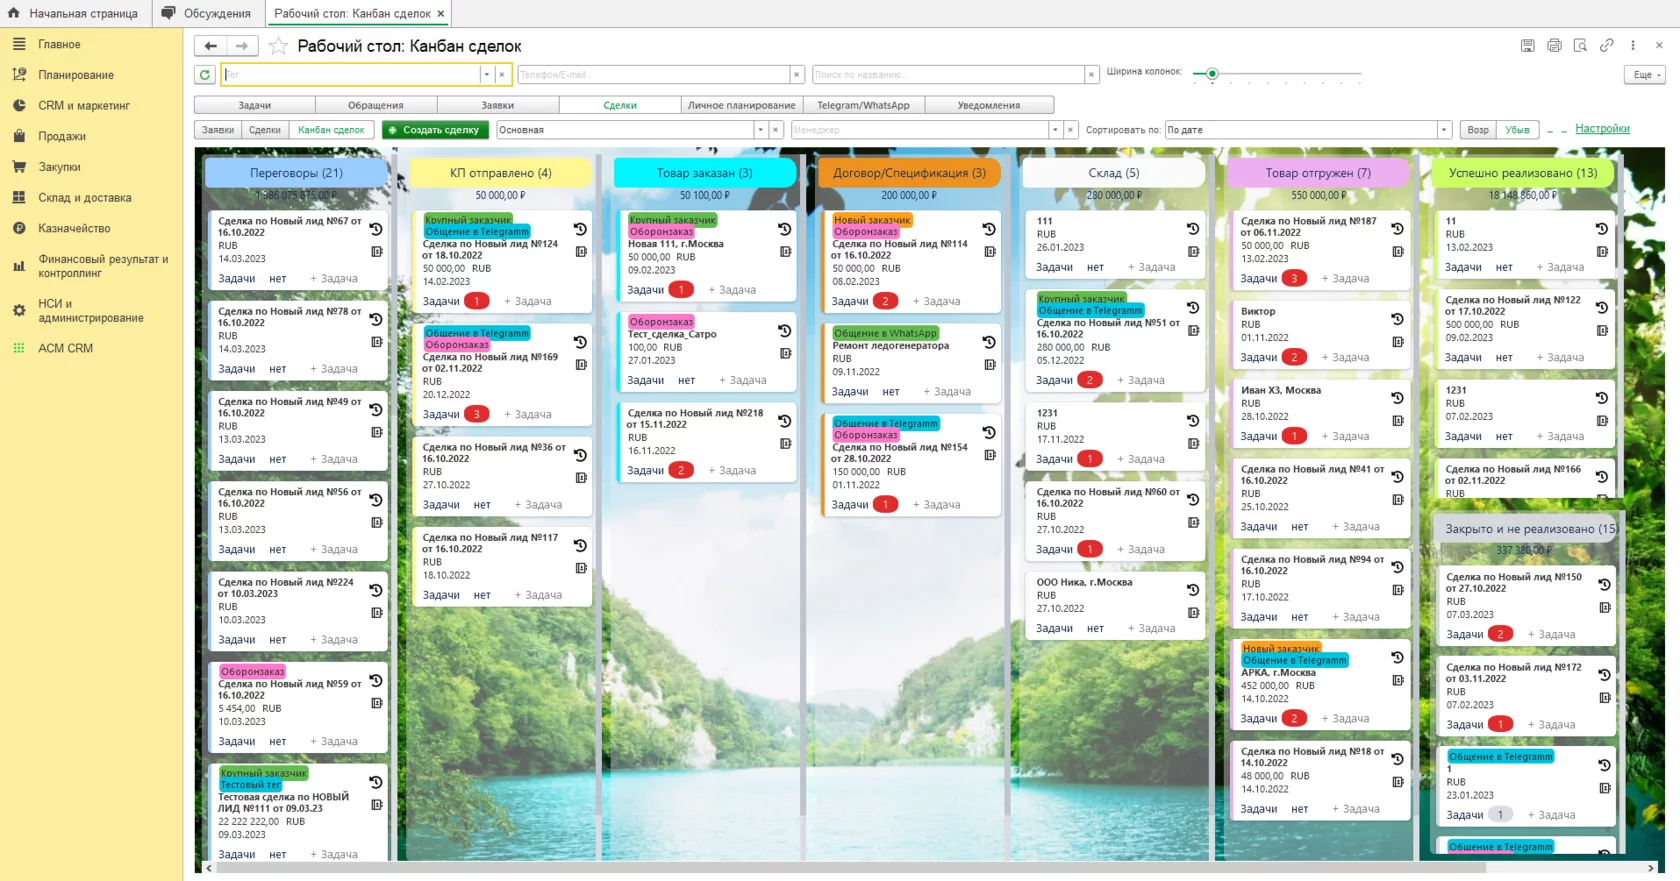 Начальная страница
Обсуждения
Рабочий стол: Канбан сделок ×
Главное
Планирование
CRM и маркетинг
Продажи
Закупки
Склад и доставка
Казначейство
Финансовый результат и
контроллинг
НСИ и
администрирование
АСМ CRM
Рабочий стол: Канбан сделок
Тег
Телефон/E-mail...
Поиск по названию...
Ширина колонок:
Еще
Задачи
Обращения
Заявки
Сделки
Личное планирование
Telegram/WhatsApp
Уведомления
Заявки
Сделки
Канбан сделок
Создать сделку
Основная
Менеджер
Сортировать по:
По дате
Возр
Убыв
Настройки
Переговоры (21)
1 386 075 875,00 ₽
Сделка по Новый лид №67 от
16.10.2022
RUB
14.03.2023
Задачи нет + Задача
Сделка по Новый лид №78 от
16.10.2022
RUB
14.03.2023
Задачи нет + Задача
Сделка по Новый лид №49 от
16.10.2022
RUB
13.03.2023
Задачи нет + Задача
Сделка по Новый лид №56 от
16.10.2022
RUB
13.03.2023
Задачи нет + Задача
Сделка по Новый лид №224
от 10.03.2023
RUB
10.03.2023
Задачи нет + Задача
Оборонзаказ
Сделка по Новый лид №59 от
16.10.2022
5 454,00 RUB
10.03.2023
Задачи нет + Задача
Крупный заказчик
Тестовый тег
Тестовая сделка по НОВЫЙ
ЛИД №111 от 09.03.23
22 222 222,00 RUB
09.03.2023
Задачи нет + Задача
КП отправлено (4)
50 000,00 ₽
Крупный заказчик
Общение в Telegramm
Сделка по Новый лид №124
от 18.10.2022
50 000,00 RUB
14.02.2023
Задачи 1 + Задача
Общение в Telegramm
Оборонзаказ
Сделка по Новый лид №169
от 02.11.2022
RUB
20.12.2022
Задачи 3 + Задача
Сделка по Новый лид №36 от
16.10.2022
RUB
27.10.2022
Задачи нет + Задача
Сделка по Новый лид №117
от 16.10.2022
RUB
18.10.2022
Задачи нет + Задача
Товар заказан (3)
50 100,00 ₽
Крупный заказчик
Оборонзаказ
Новая 111, г.Москва
50 000,00 RUB
09.02.2023
Задачи 1 + Задача
Оборонзаказ
Тест_сделка_Сатро
100,00 RUB
27.01.2023
Задачи нет + Задача
Сделка по Новый лид №218
от 15.11.2022
RUB
16.11.2022
Задачи 2 + Задача
Договор/Спецификация (3)
200 000,00 ₽
Новый заказчик
Оборонзаказ
Сделка по Новый лид №114
от 16.10.2022
50 000,00 RUB
08.02.2023
Задачи 2 + Задача
Общение в WhatsApp
Ремонт ледогенератора
RUB
09.11.2022
Задачи нет + Задача
Общение в Telegramm
Оборонзаказ
Сделка по Новый лид №154
от 28.10.2022
150 000,00 RUB
01.11.2022
Задачи 1 + Задача
Склад (5)
280 000,00 ₽
111
RUB
26.01.2023
Задачи нет + Задача
Крупный заказчик
Общение в Telegramm
Сделка по Новый лид №51 от
16.10.2022
280 000,00 RUB
05.12.2022
Задачи 2 + Задача
1231
RUB
17.11.2022
Задачи 1 + Задача
Сделка по Новый лид №60 от
16.10.2022
RUB
27.10.2022
Задачи 1 + Задача
ООО Ника, г.Москва
RUB
27.10.2022
Задачи нет + Задача
Товар отгружен (7)
550 000,00 ₽
Сделка по Новый лид №187
от 06.11.2022
50 000,00 RUB
13.02.2023
Задачи 3 + Задача
Виктор
RUB
01.11.2022
Задачи 2 + Задача
Иван ХЗ, Москва
RUB
28.10.2022
Задачи 1 + Задача
Сделка по Новый лид №41 от
16.10.2022
RUB
25.10.2022
Задачи нет + Задача
Сделка по Новый лид №94 от
16.10.2022
RUB
17.10.2022
Задачи нет + Задача
Новый заказчик
Общение в Telegramm
АРКА, г.Москва
452 000,00 RUB
14.10.2022
Задачи 2 + Задача
Сделка по Новый лид №18 от
14.10.2022
48 000,00 RUB
14.10.2022
Задачи нет + Задача
Успешно реализовано (13)
18 148 860,00 ₽
11
RUB
13.02.2023
Задачи нет + Задача
Сделка по Новый лид №122
от 17.10.2022
500 000,00 RUB
09.02.2023
Задачи нет + Задача
1231
RUB
07.02.2023
Задачи нет + Задача
Сделка по Новый лид №166
от 02.11.2022
RUB
Закрыто и не реализовано (15)
337 380,00 ₽
Сделка по Новый лид №150
от 27.10.2022
RUB
07.03.2023
Задачи 2 + Задача
Сделка по Новый лид №172
от 03.11.2022
RUB
07.02.2023
Задачи 1 + Задача
Общение в Telegramm
1
RUB
23.01.2023
Задачи 1 + Задача
Общение в Telegramm